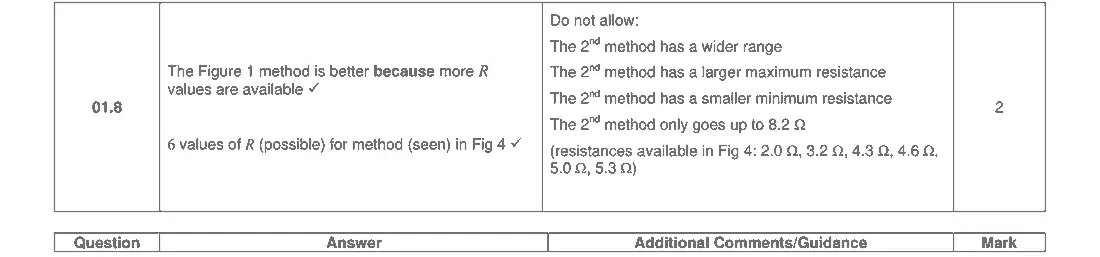 Do not allow:
The 2nd method has a wider range
The Figure 1 method is better because more R
values are available ✓
The 2nd method has a larger maximum resistance
01.8
The 2nd method has a smaller minimum resistance
2
The 2nd method only goes up to 8.2 Ω
6 values of R (possible) for method (seen) in Fig 4 ✓
(resistances available in Fig 4: 2.0 Ω, 3.2 Ω, 4.3 Ω, 4.6 Ω,
5.0 Ω, 5.3 Ω)
Question Answer Additional Comments/Guidance Mark